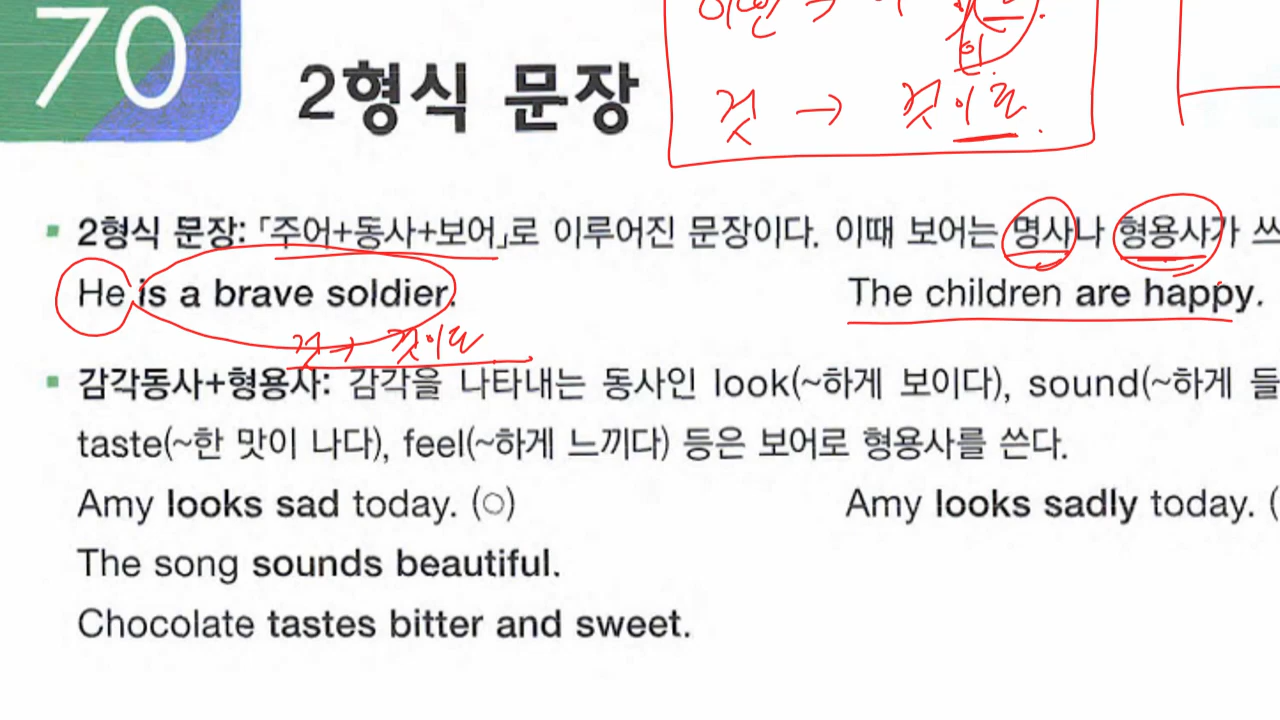 70
2형식 문장
것 → 것이다.
2형식 문장: 「주어+동사+보어」로 이루어진 문장이다. 이때 보어는 명사나 형용사가 쓰
He is a brave soldier. The children are happy.
것 → 것이다
감각동사+형용사: 감각을 나타내는 동사인 look(~하게 보이다), sound(~하게 들
taste(~한 맛이 나다), feel(~하게 느끼다) 등은 보어로 형용사를 쓴다.
Amy looks sad today. (○) Amy looks sadly today. (
The song sounds beautiful.
Chocolate tastes bitter and sweet.